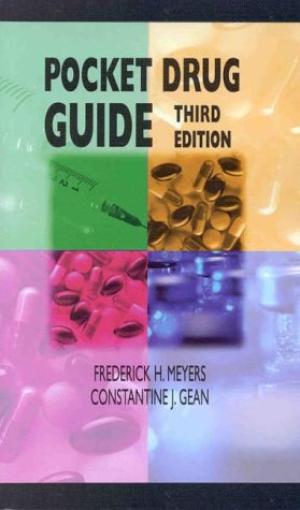 POCKET DRUG
GUIDE THIRD
EDITION
FREDERICK H. MEYERS
CONSTANTINE J. GEAN